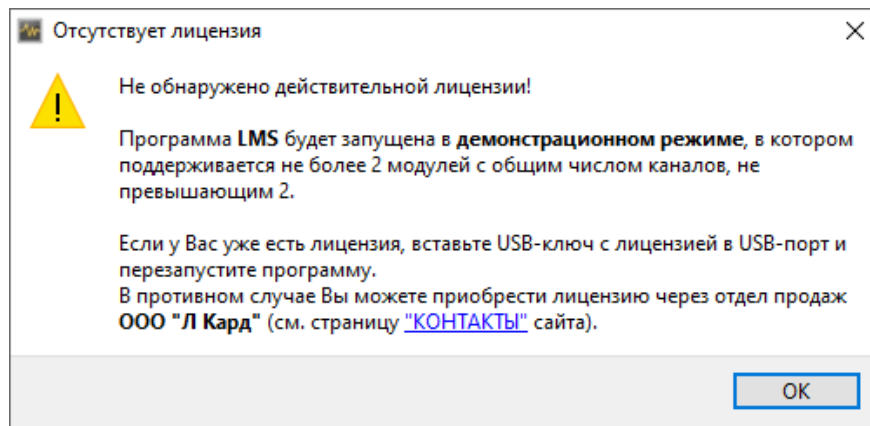 Отсутствует лицензия
Не обнаружено действительной лицензии!
Программа LMS будет запущена в демонстрационном режиме, в котором
поддерживается не более 2 модулей с общим числом каналов, не
превышающим 2.
Если у Вас уже есть лицензия, вставьте USB-ключ с лицензией в USB-порт и
перезапустите программу.
В противном случае Вы можете приобрести лицензию через отдел продаж
ООО "Л Кард" (см. страницу "КОНТАКТЫ" сайта).
OK